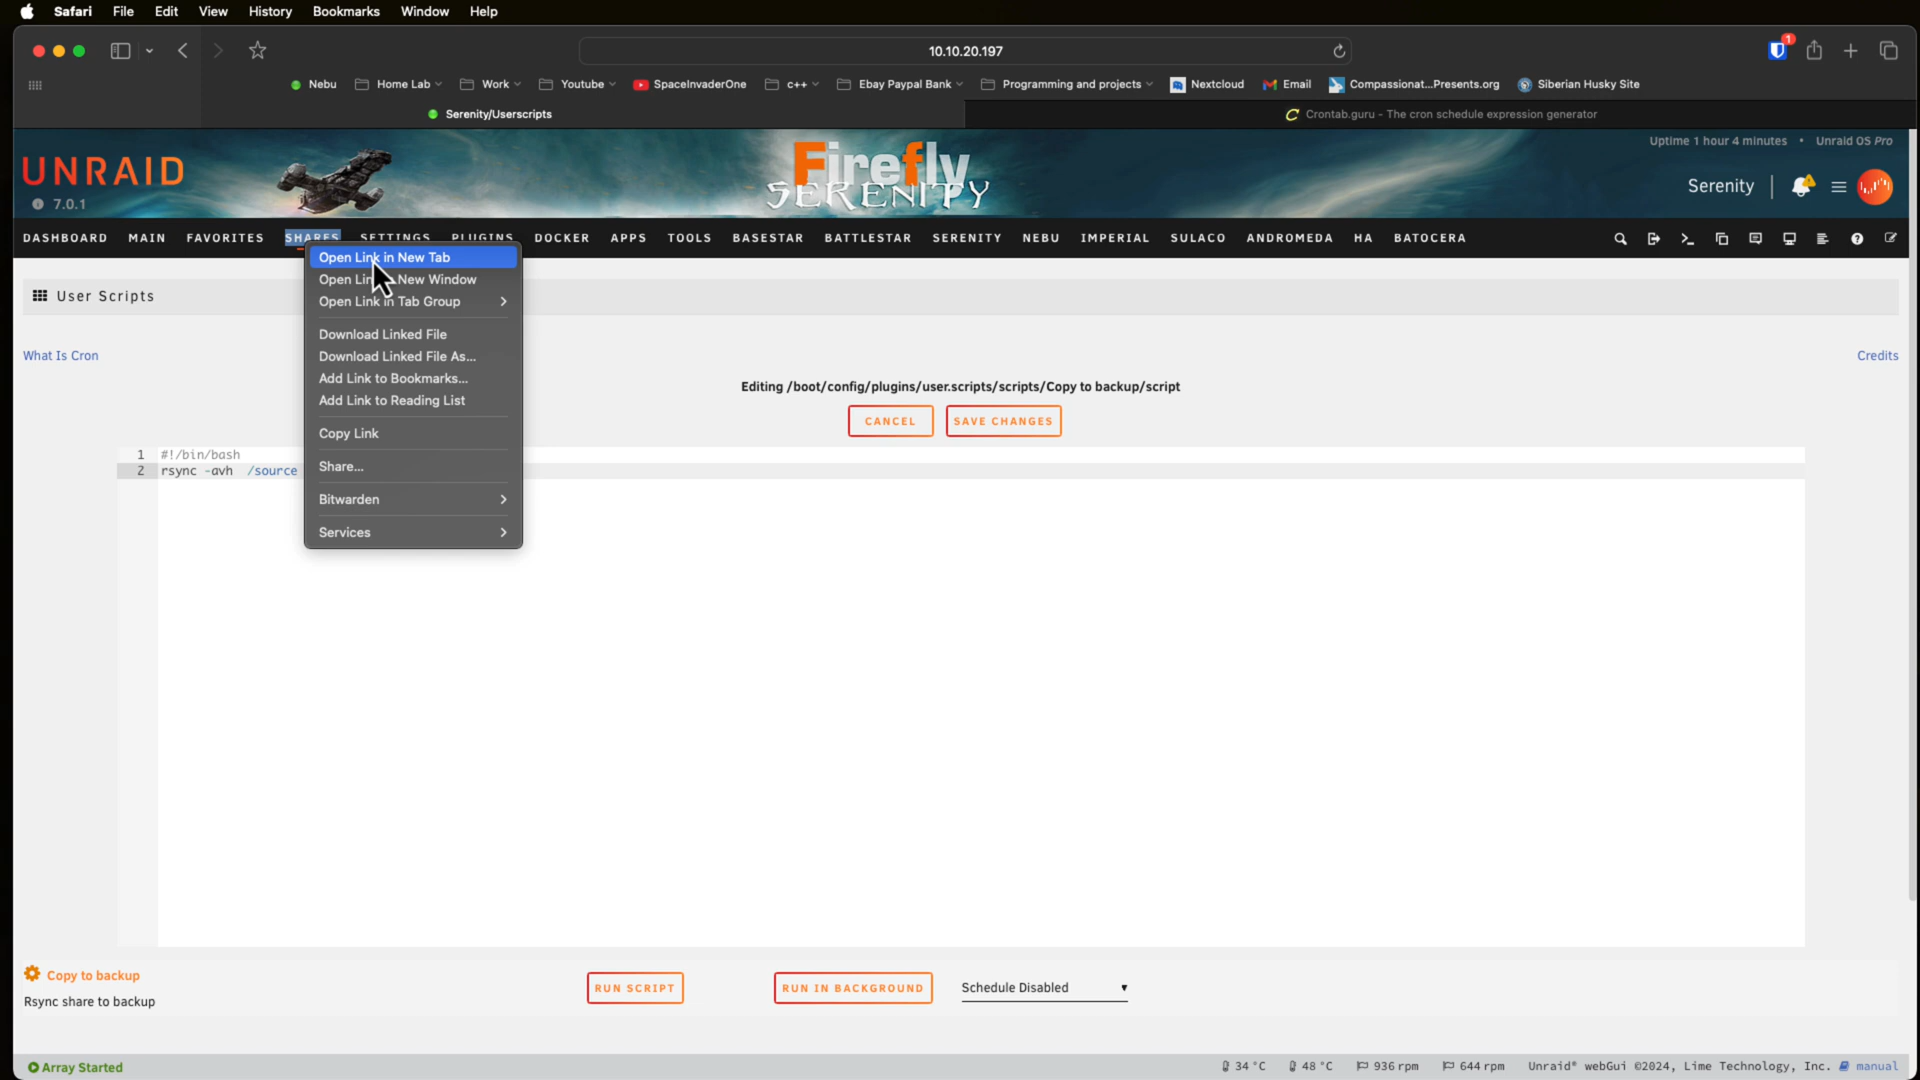 Safari File Edit View History Bookmarks Window Help
10.10.20.197
1
Nebu Home Lab Work Youtube SpaceInvaderOne c++ Ebay Paypal Bank Programming and projects Nextcloud Email Compassionat...Presents.org Siberian Husky Site
Serenity/Userscripts Crontab.guru - The cron schedule expression generator
UNRAID
7.0.1
Firefly
SERENITY
Uptime 1 hour 4 minutes • Unraid OS Pro
Serenity
DASHBOARD MAIN FAVORITES SHARES SETTINGS PLUGINS DOCKER APPS TOOLS BASESTAR BATTLESTAR SERENITY NEBU IMPERIAL SULACO ANDROMEDA HA BATOCERA
Open Link in New Tab
Open Link in New Window
Open Link in Tab Group
Download Linked File
Download Linked File As...
Add Link to Bookmarks...
Add Link to Reading List
Copy Link
Share...
Bitwarden
Services
User Scripts
What Is Cron
Credits
Editing /boot/config/plugins/user.scripts/scripts/Copy to backup/script
CANCEL SAVE CHANGES
1 #!/bin/bash
2 rsync -avh /source
Copy to backup
Rsync share to backup
RUN SCRIPT RUN IN BACKGROUND Schedule Disabled
Array Started
34 °C 48 °C 936 rpm 644 rpm Unraid® webGui ©2024, Lime Technology, Inc. manual